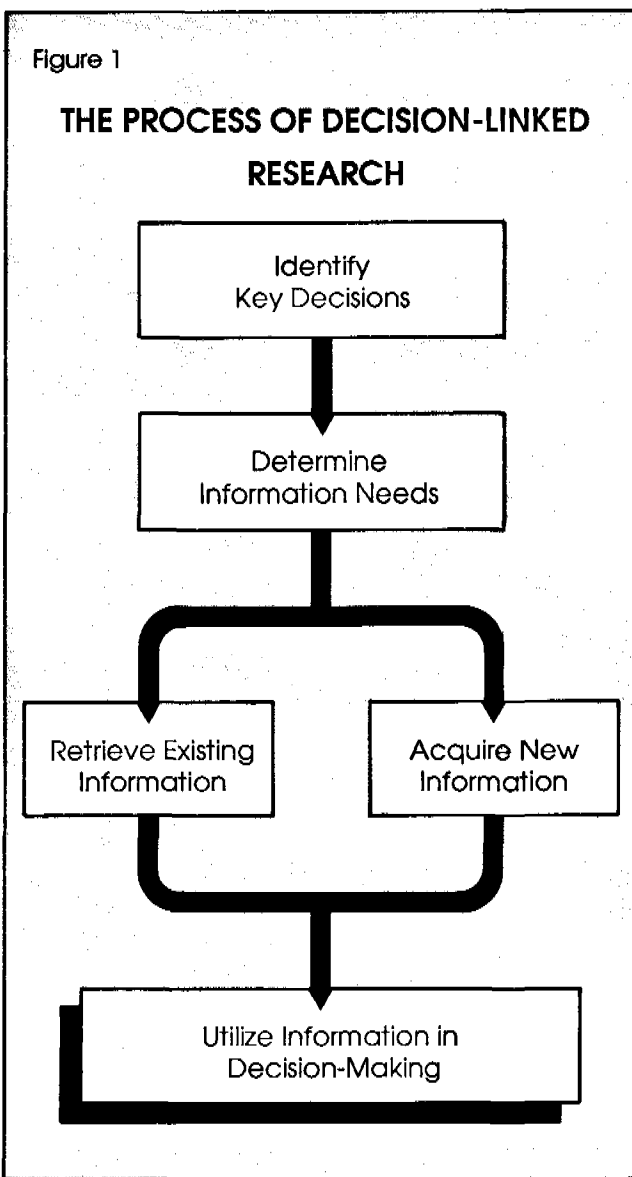 Figure 1
THE PROCESS OF DECISION-LINKED
RESEARCH
Identify
Key Decisions
Determine
Information Needs
Retrieve Existing
Information
Acquire New
Information
Utilize Information in
Decision-Making